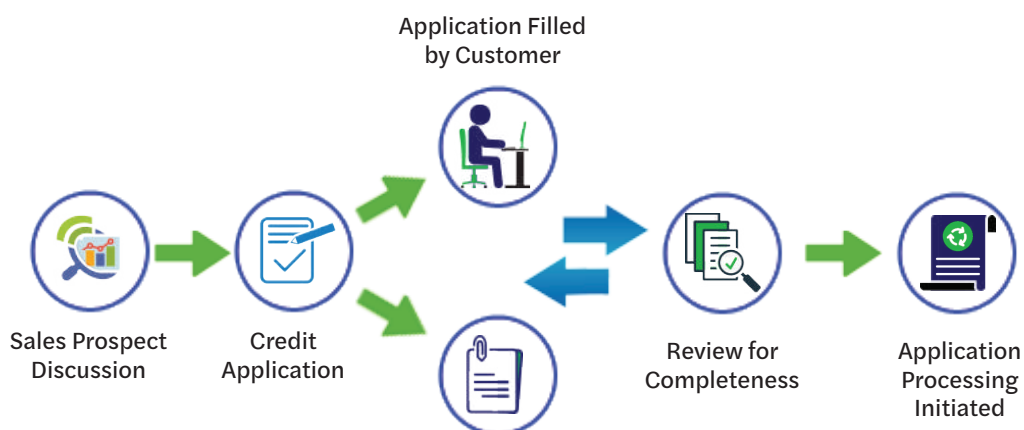 Application Filled
by Customer
Sales Prospect
Discussion
Credit
Application
Review for
Completeness
Application
Processing
Initiated